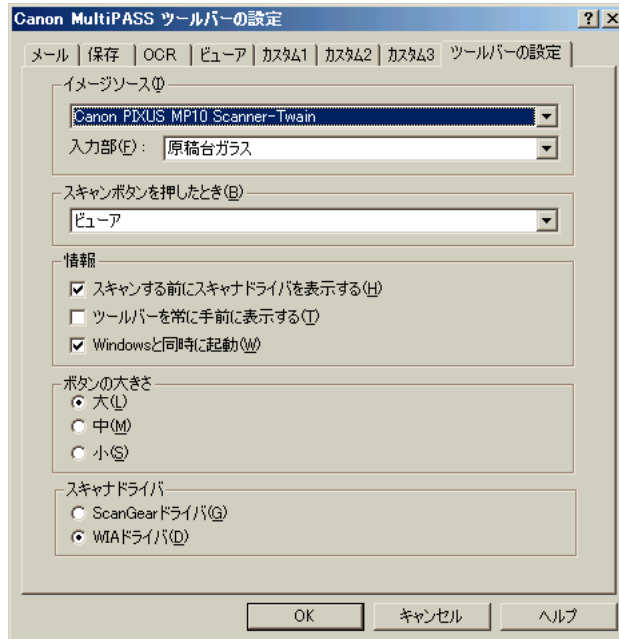 Canon MultiPASS ツールバーの設定
メール 保存 OCR ビューア カスタム1 カスタム2 カスタム3 ツールバーの設定
イメージソース(I)
Canon PIXUS MP10 Scanner-Twain
入力部(F): 原稿台ガラス
スキャンボタンを押したとき(B)
ビューア
情報
スキャンする前にスキャナドライバを表示する(H)
ツールバーを常に手前に表示する(T)
Windowsと同時に起動(W)
ボタンの大きさ
大(L)
中(M)
小(S)
スキャナドライバ
ScanGearドライバ(G)
WIAドライバ(D)
OK キャンセル ヘルプ